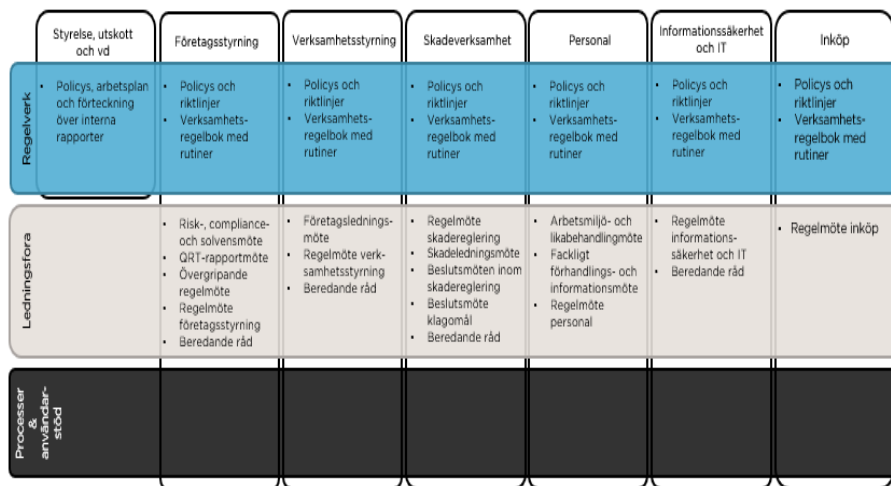 Styrelse, utskott
och vd
Företagsstyrning
Verksamhetsstyrning
Skadeverksamhet
Personal
Informationssäkerhet
och IT
Inköp
Regelverk
• Policys, arbetsplan
och förteckning
över interna
rapporter
• Policys och
riktlinjer
• Verksamhets-
regelbok med
rutiner
• Policys och
riktlinjer
• Verksamhets-
regelbok med
rutiner
• Policys och
riktlinjer
• Verksamhets-
regelbok med
rutiner
• Policys och
riktlinjer
• Verksamhets-
regelbok med
rutiner
• Policys och
riktlinjer
• Verksamhets-
regelbok med
rutiner
• Policys och
riktlinjer
• Verksamhets-
regelbok med
rutiner
Ledningsfora
• Risk-, compliance-
och solvensmöte
• QRT-rapportmöte
• Övergripande
regelmöte
• Regelmöte
företagsstyrning
• Beredande råd
• Företagslednings-
möte
• Regelmöte verk-
samhetsstyrning
• Beredande råd
• Regelmöte
skadereglering
• Skadeledningsmöte
• Beslutsmöten inom
skadereglering
• Beslutsmöte
klagomål
• Beredande råd
• Arbetsmiljö- och
likabehandlingmöte
• Fackligt
förhandlings- och
informationsmöte
• Regelmöte
personal
• Regelmöte
informations-
säkerhet och IT
• Beredande råd
• Regelmöte inköp
Processer
&
användar-
stöd